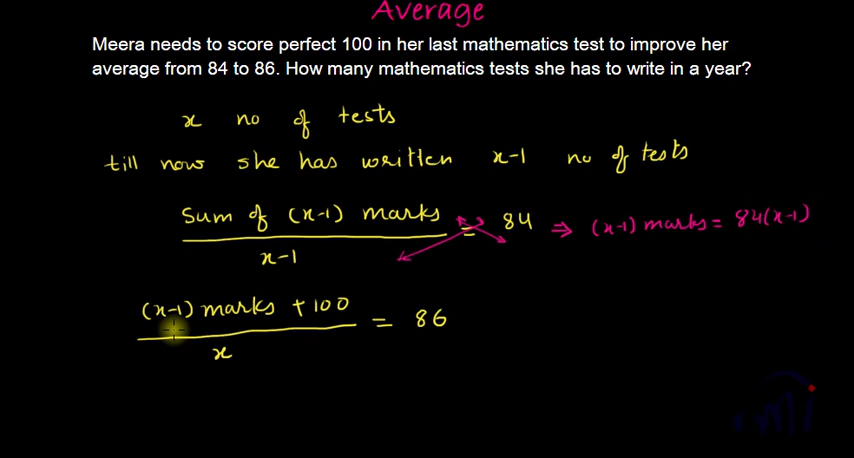 Average
Meera needs to score perfect 100 in her last mathematics test to improve her
average from 84 to 86. How many mathematics tests she has to write in a year?
x no of tests
till now she has written x-1 no of tests
Sum of (x-1) marks / x-1 = 84 ⇒ (x-1) marks = 84(x-1)
(x-1) marks + 100 / x = 86